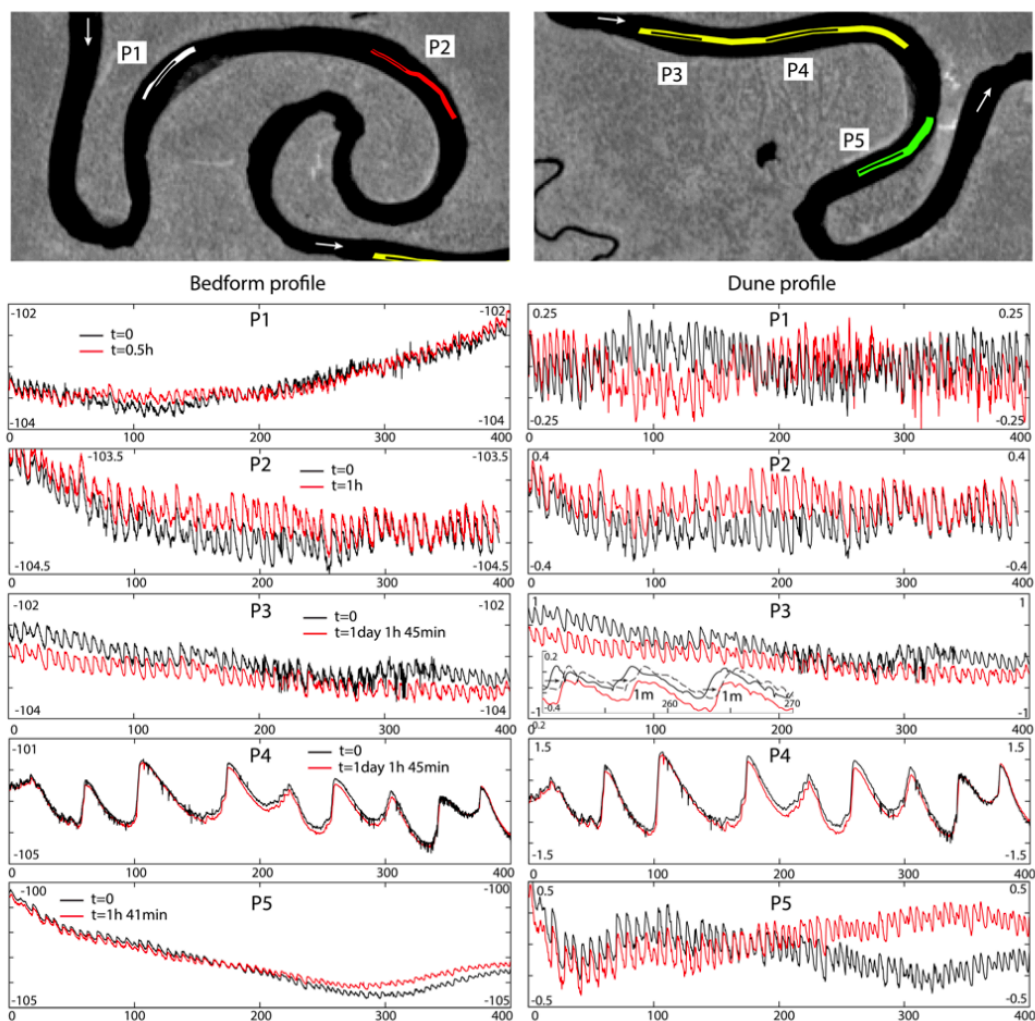 P1
P2
P3
P4
P5
Bedform profile
Dune profile
-102 P1 -102
t=0
t=0.5h
-104 -104
0 100 200 300 400
0.25 P1 0.25
-0.25 -0.25
0 100 200 300 400
-103.5 P2 -103.5
t=0
t=1h
-104.5 -104.5
0 100 200 300 400
0.4 P2 0.4
-0.4 -0.4
0 100 200 300 400
-102 P3 -102
t=0
t=1day 1h 45min
-104 -104
0 100 200 300 400
1 P3 1
0.2
-0.4 1m 260 1m 270
-1 -1
0.2
0 100 200 300 400
-101 P4
t=0
t=1day 1h 45min
-105
0 100 200 300 400
1.5 P4 1.5
-1.5 -1.5
0 100 200 300 400
-100 P5 -100
t=0
t=1h 41min
-105 -105
0 100 200 300 400
0.5 P5 0.5
-0.5 -0.5
0 100 200 300 400